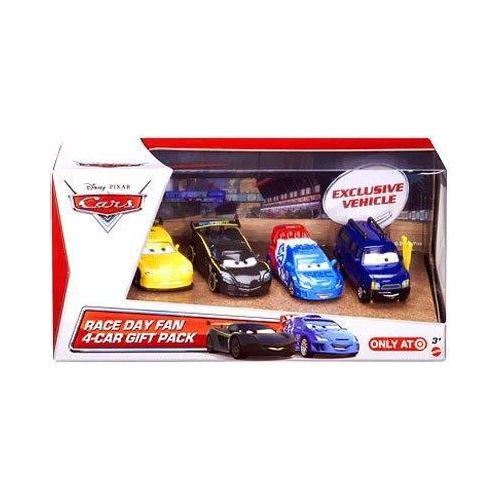 Disney · PIXAR
Cars
EXCLUSIVE
VEHICLE
RACE DAY FAN
4-CAR GIFT PACK
ONLY AT
3+